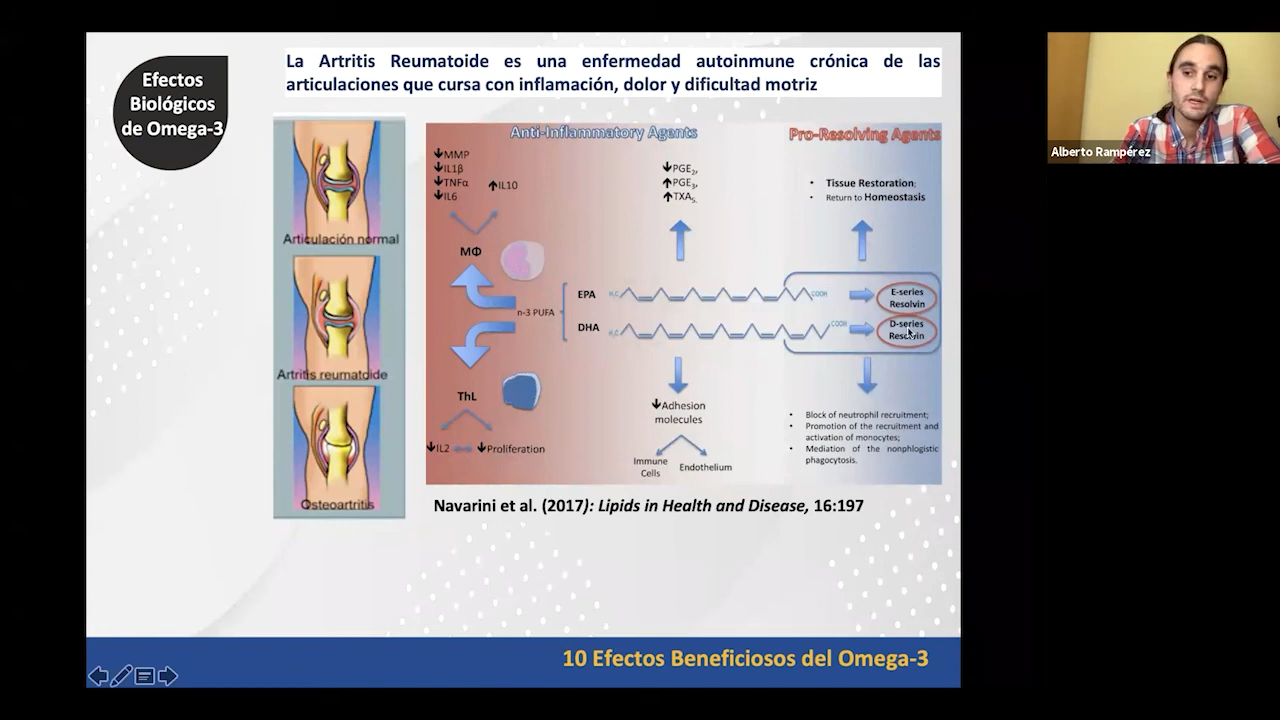 Efectos
Biológicos
de Omega-3
La Artritis Reumatoide es una enfermedad autoinmune crónica de las
articulaciones que cursa con inflamación, dolor y dificultad motriz
Alberto Rampérez
Articulación normal
Artritis reumatoide
Osteoartritis
Anti-Inflammatory Agents
Pro-Resolving Agents
↓MMP
↓IL1β
↓TNFα
↓IL6
↑IL10
↓PGE2,
↑PGE3,
↑TXA5.
• Tissue Restoration;
• Return to Homeostasis
MΦ
n-3 PUFA
EPA
H3C
COOH
E-series
Resolvin
DHA
H3C
COOH
D-series
Resolvin
ThL
↓IL2
↓Proliferation
↓Adhesion
molecules
Immune
Cells
Endothelium
• Block of neutrophil recruitment;
• Promotion of the recruitment and
activation of monocytes;
• Mediation of the nonphlogistic
phagocytosis.
Navarini et al. (2017): Lipids in Health and Disease, 16:197
10 Efectos Beneficiosos del Omega-3